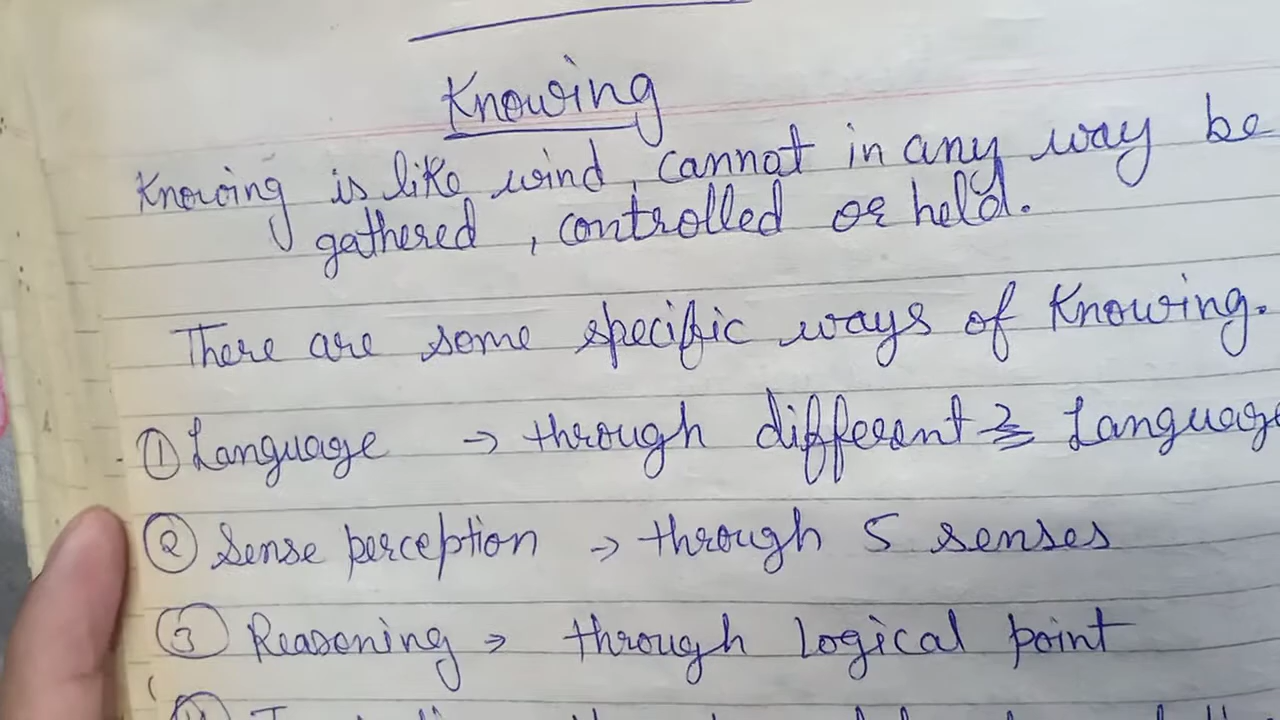 Knowing
Knowing is like wind, cannot in any way be
gathered, controlled or held.
There are some specific ways of Knowing.
① Language → through different 2 Language
② Sense perception → through 5 senses
③ Reasoning → through logical point